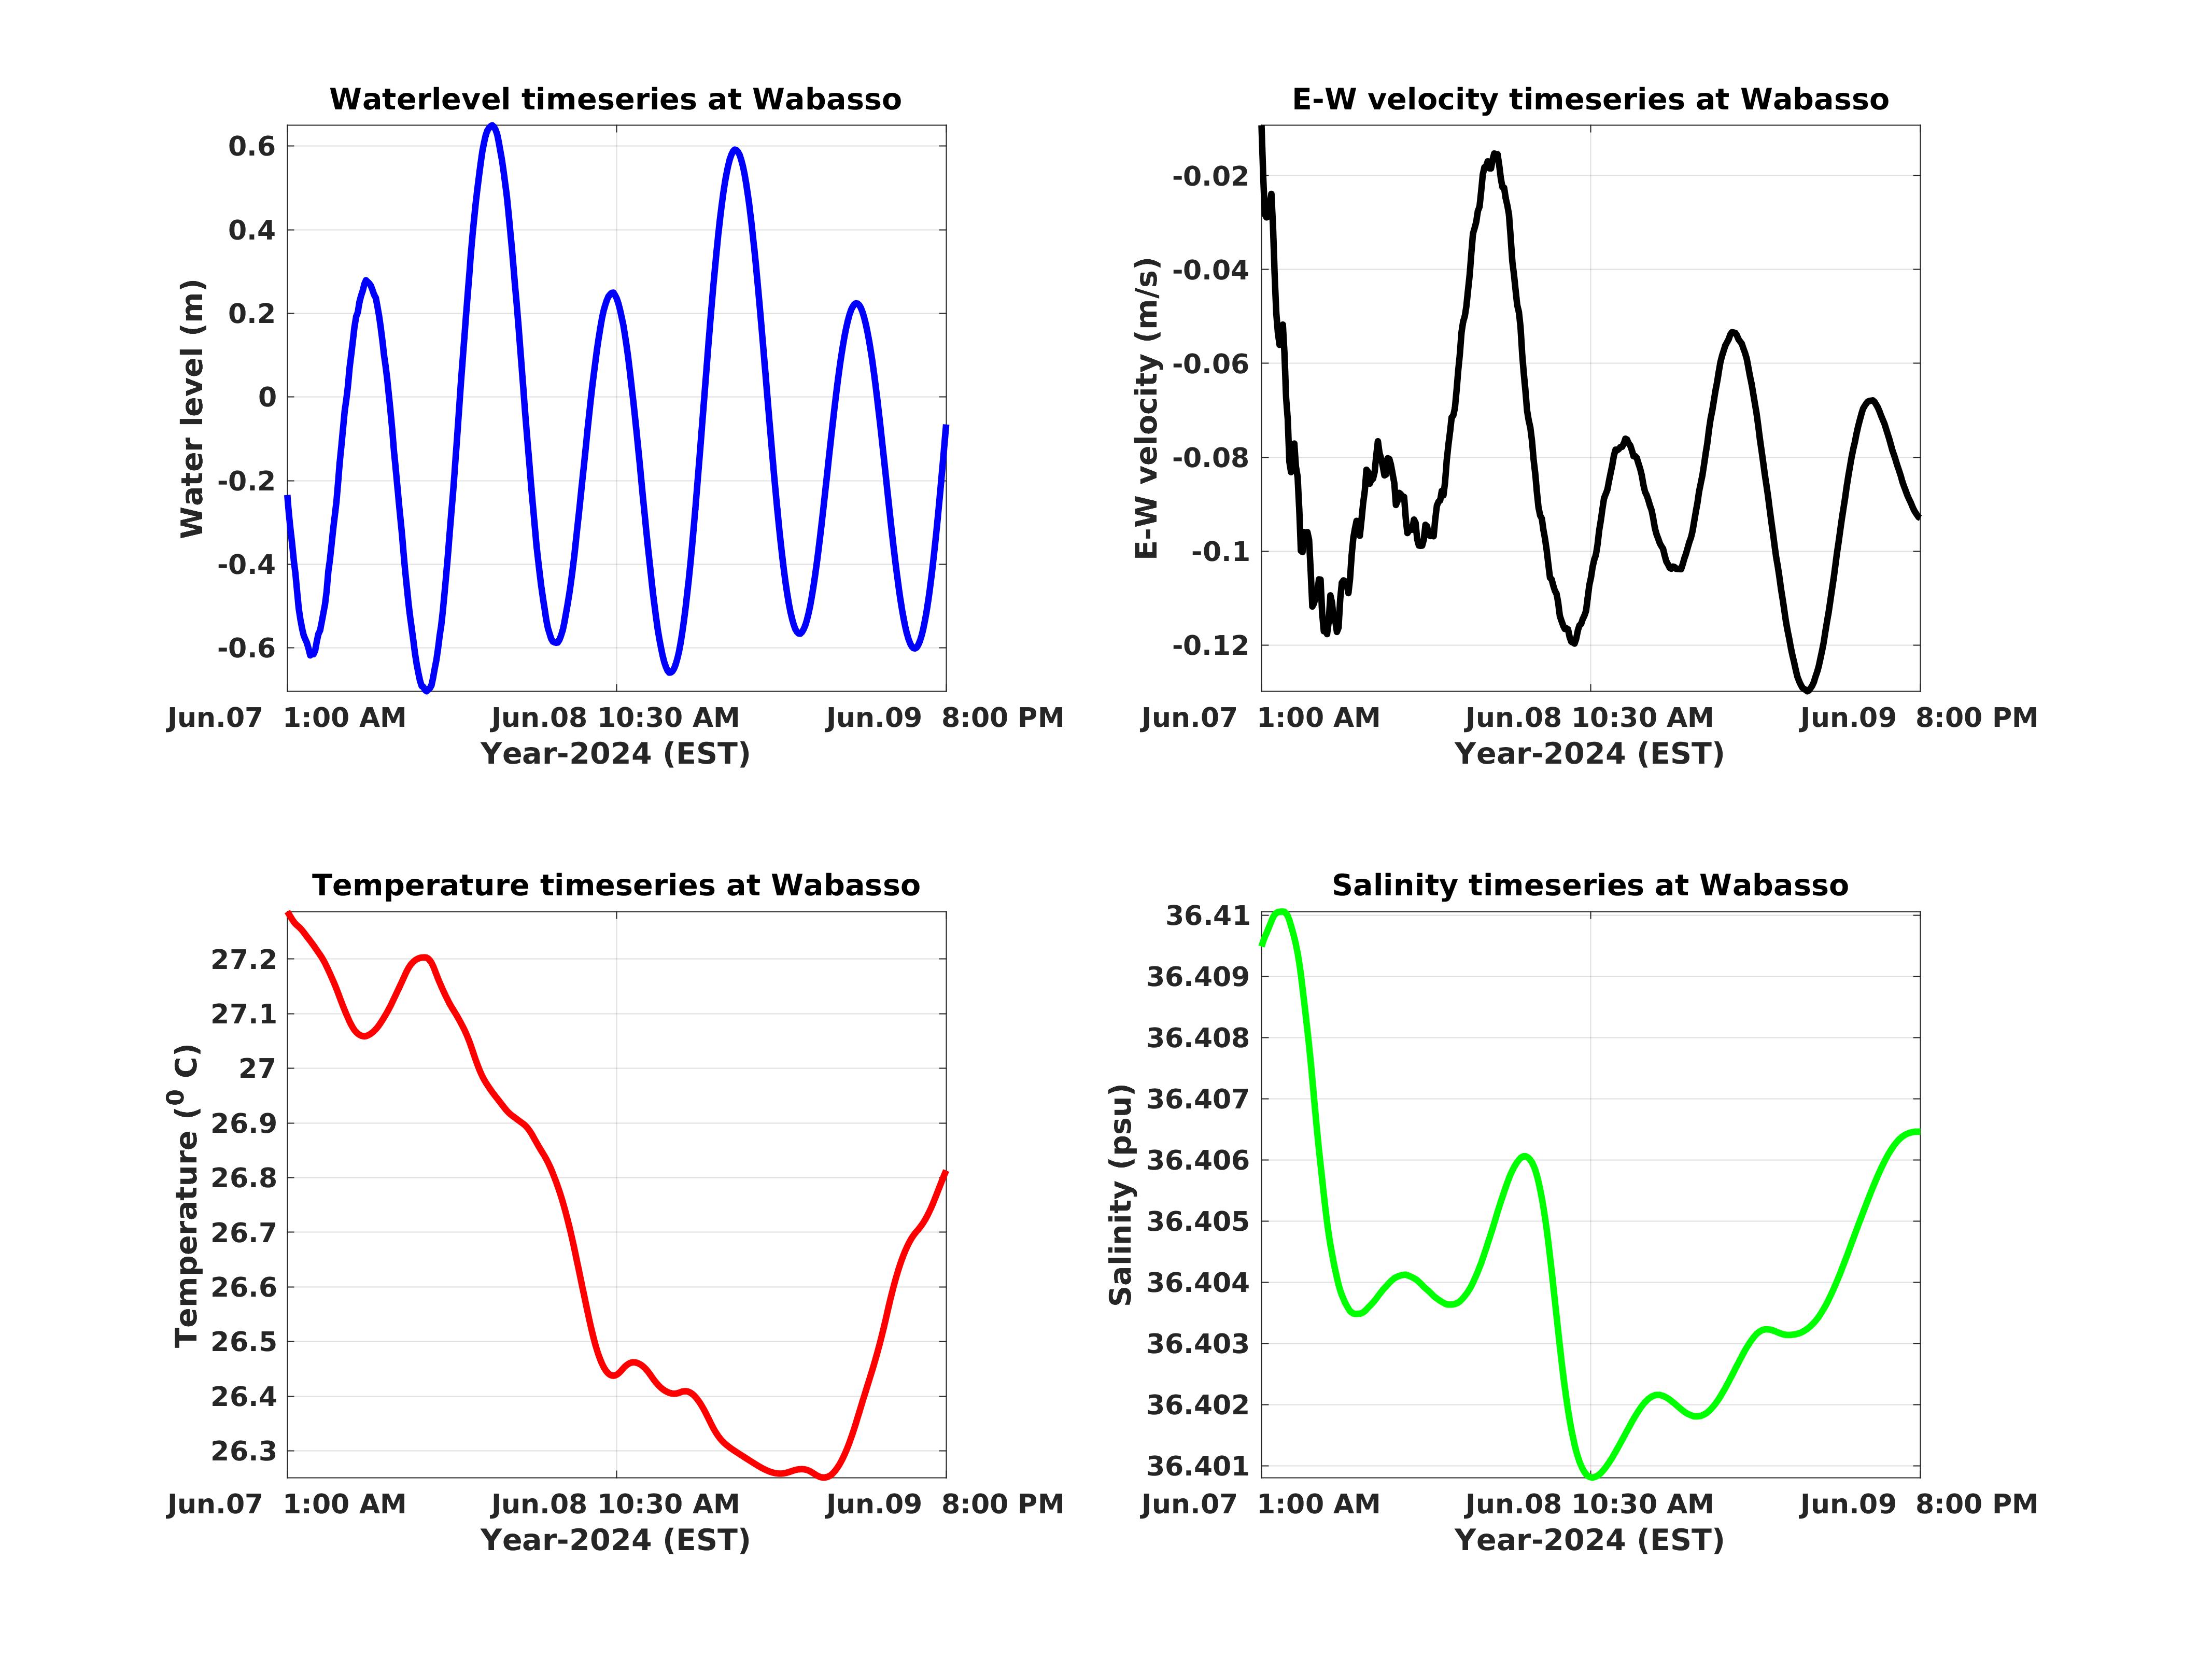 Waterlevel timeseries at Wabasso
0.6
0.4
0.2
0
-0.2
-0.4
-0.6
Water level (m)
Jun.07 1:00 AM Jun.08 10:30 AM Jun.09 8:00 PM
Year-2024 (EST)
E-W velocity timeseries at Wabasso
-0.02
-0.04
-0.06
-0.08
-0.1
-0.12
E-W velocity (m/s)
Jun.07 1:00 AM Jun.08 10:30 AM Jun.09 8:00 PM
Year-2024 (EST)
Temperature timeseries at Wabasso
27.2
27.1
27
26.9
26.8
26.7
26.6
26.5
26.4
26.3
Temperature (⁰ C)
Jun.07 1:00 AM Jun.08 10:30 AM Jun.09 8:00 PM
Year-2024 (EST)
Salinity timeseries at Wabasso
36.41
36.409
36.408
36.407
36.406
36.405
36.404
36.403
36.402
36.401
Salinity (psu)
Jun.07 1:00 AM Jun.08 10:30 AM Jun.09 8:00 PM
Year-2024 (EST)